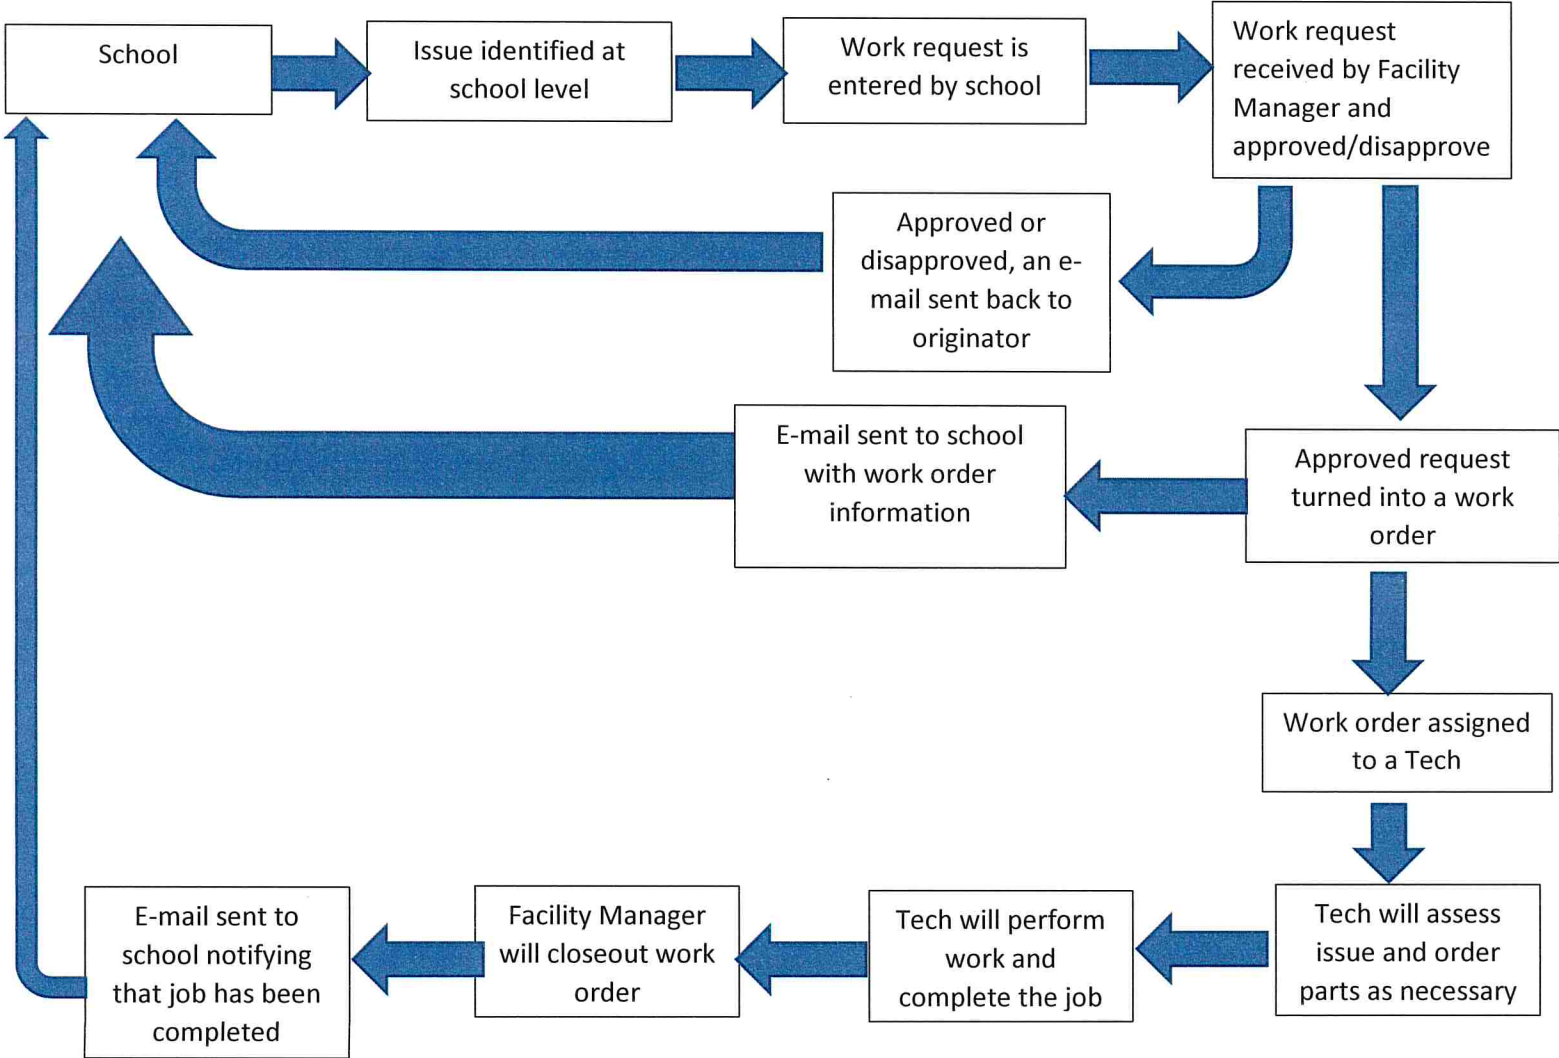 School
Issue identified at
school level
Work request is
entered by school
Work request
received by Facility
Manager and
approved/disapprove
Approved or
disapproved, an e-
mail sent back to
originator
E-mail sent to school
with work order
information
Approved request
turned into a work
order
Work order assigned
to a Tech
Tech will assess
issue and order
parts as necessary
Tech will perform
work and
complete the job
Facility Manager
will closeout work
order
E-mail sent to
school notifying
that job has been
completed